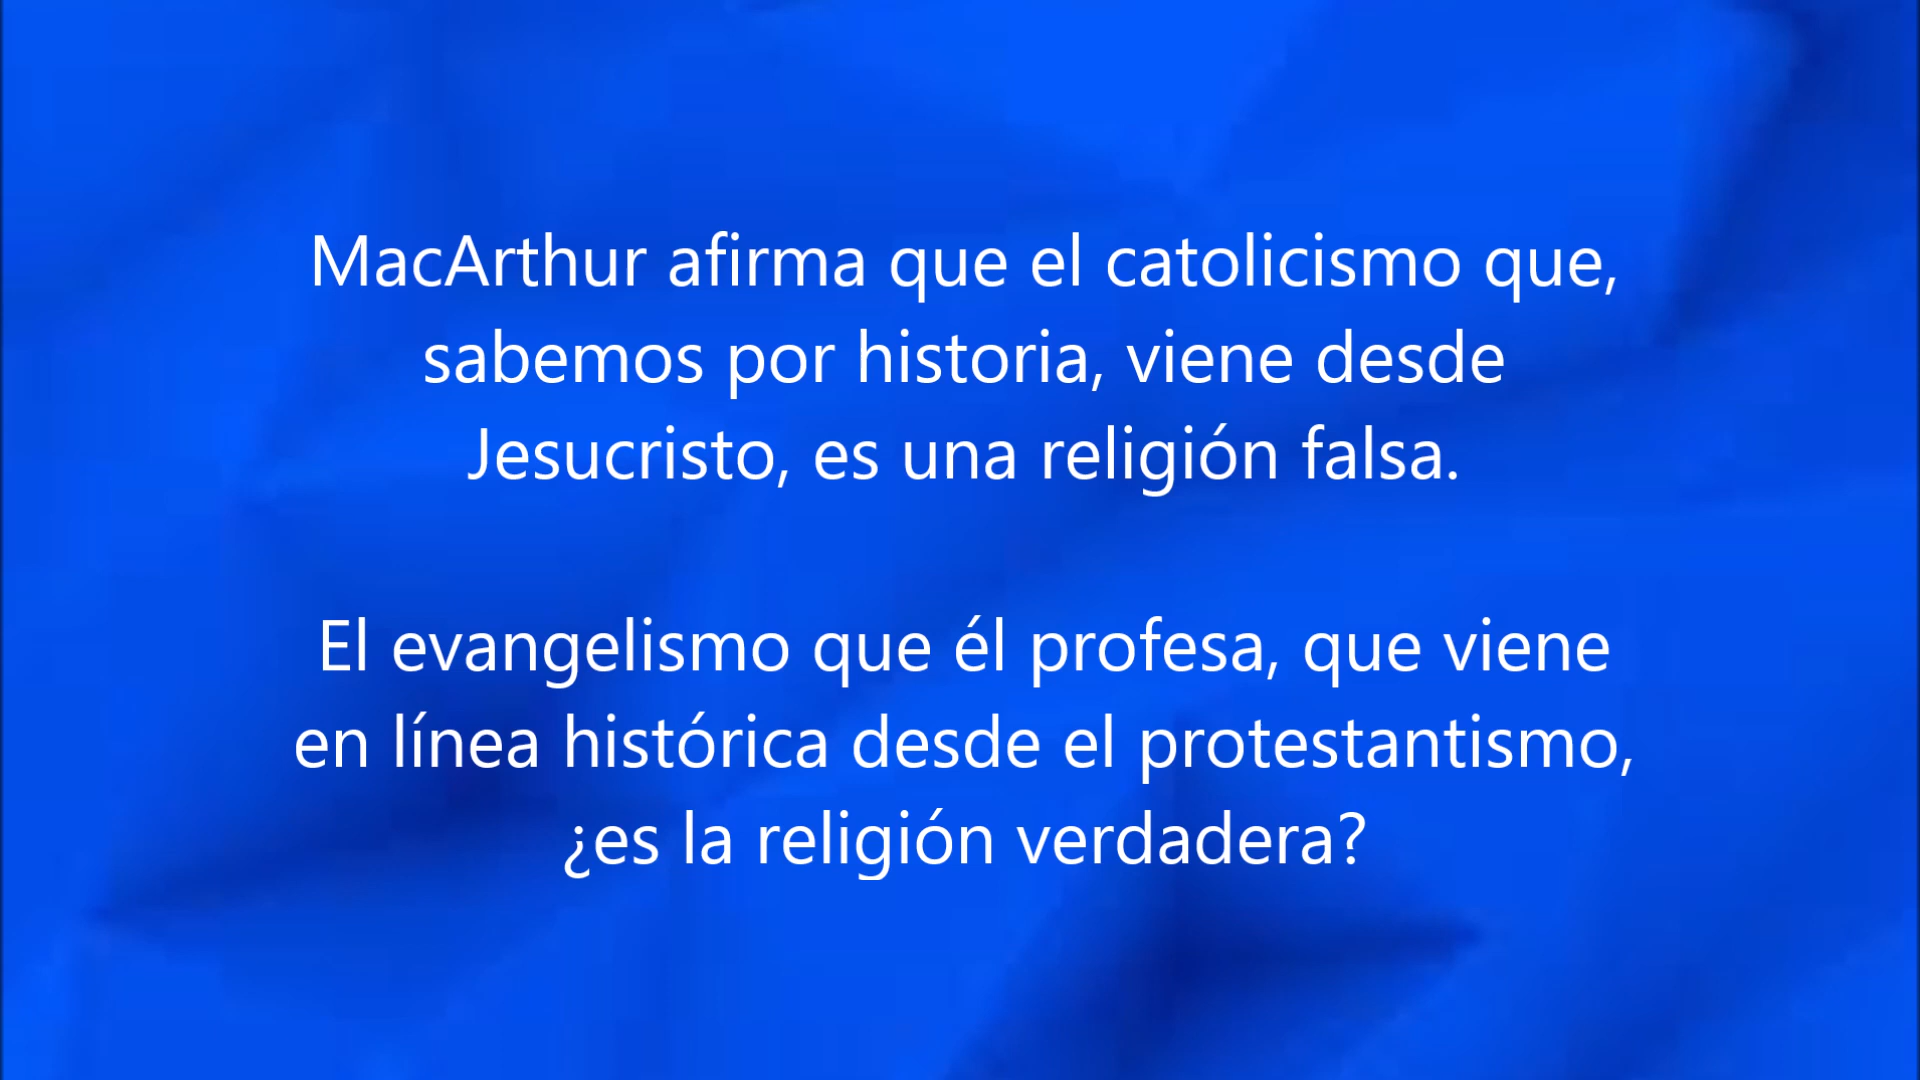 MacArthur afirma que el catolicismo que,
sabemos por historia, viene desde
Jesucristo, es una religión falsa.
El evangelismo que él profesa, que viene
en línea histórica desde el protestantismo,
¿es la religión verdadera?